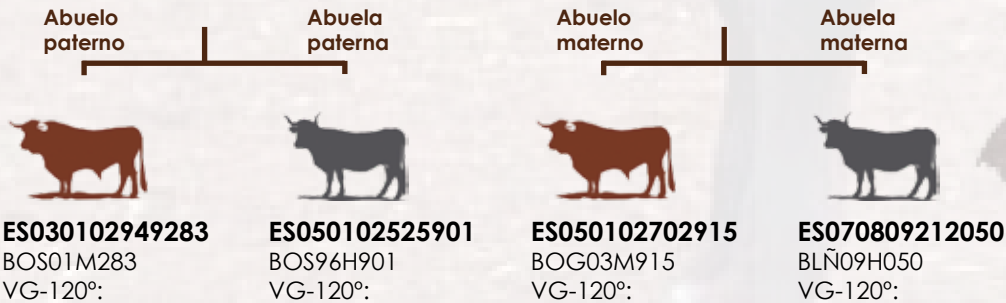 Abuelo
paterno
Abuela
paterna
Abuelo
materno
Abuela
materna
ES030102949283
BOS01M283
VG-120º:
ES050102525901
BOS96H901
VG-120º:
ES050102702915
BOG03M915
VG-120º:
ES070809212050
BLÑ09H050
VG-120º: